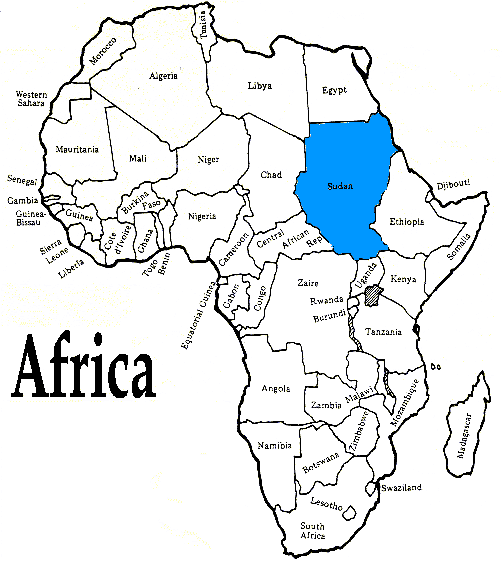 Tunisia
Morocco
Algeria
Libya
Egypt
Western
Sahara
Mauritania
Mali
Niger
Chad
Sudan
Senegal
Gambia
Guinea-
Bissau
Guinea
Burkina
Faso
Djibouti
Nigeria
Ethiopia
Somalia
Sierra
Leone
Liberia
Cote
d'Ivoire
Ghana
Togo
Benin
Cameroon
Central
African
Rep
Equatorial Guinea
Gabon
Congo
Zaire
Uganda
Kenya
Rwanda
Burundi
Tanzania
Africa
Angola
Zambia
Malawi
Mozambique
Zimbabwe
Madagascar
Namibia
Botswana
Swaziland
Lesotho
South
Africa